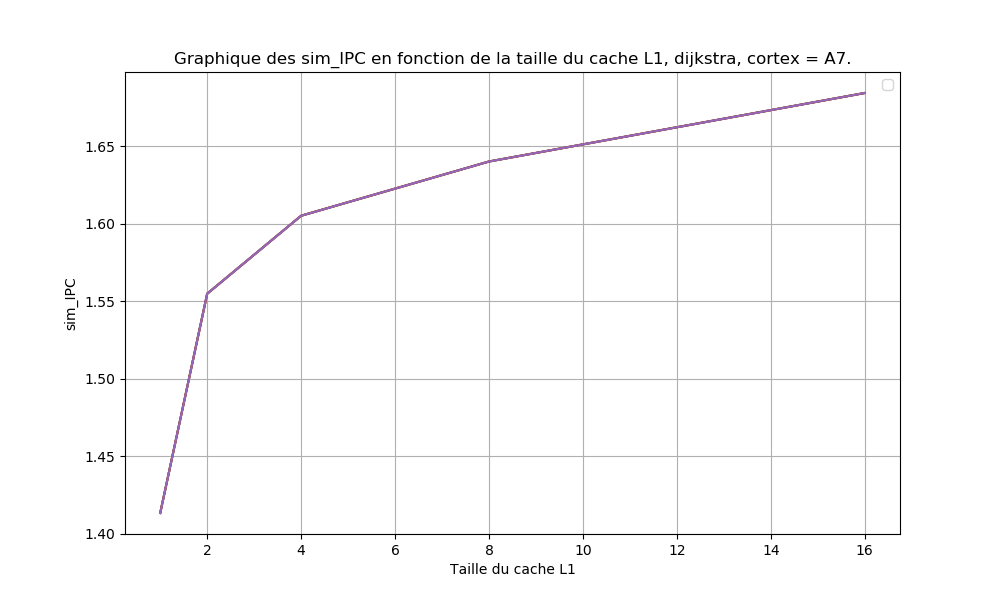 Graphique des sim_IPC en fonction de la taille du cache L1, dijkstra, cortex = A7.
1.65
1.60
1.55
1.50
1.45
1.40
sim_IPC
2 4 6 8 10 12 14 16
Taille du cache L1